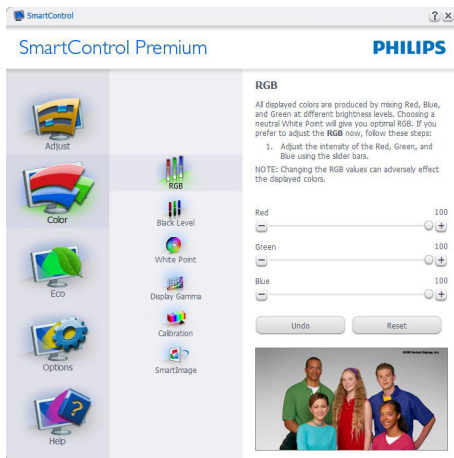 SmartControl
SmartControl Premium
PHILIPS
Adjust
Color
Eco
Options
Help
RGB
Black Level
White Point
Display Gamma
Calibration
SmartImage
RGB
All displayed colors are produced by mixing Red, Blue,
and Green at different brightness levels. Choosing a
neutral White Point will give you optimal RGB. If you
prefer to adjust the RGB now, follow these steps:
1. Adjust the intensity of the Red, Green, and
Blue using the slider bars.
NOTE: Changing the RGB values can adversely effect
the displayed colors.
Red 100
Green 100
Blue 100
Undo Reset